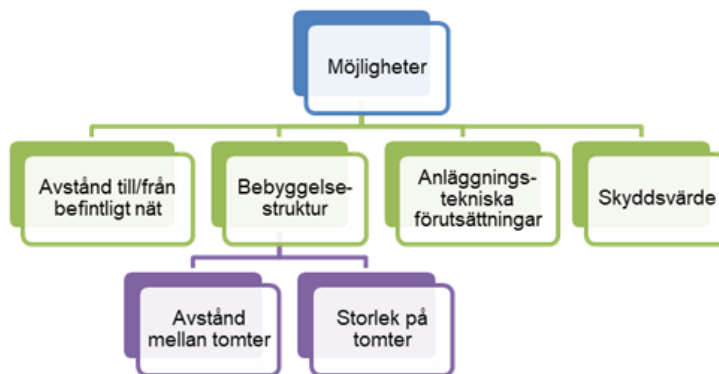 Möjligheter
Avstånd till/från
befintligt nät
Bebyggelse-
struktur
Anläggnings-
tekniska
förutsättningar
Skyddsvärde
Avstånd
mellan tomter
Storlek på
tomter